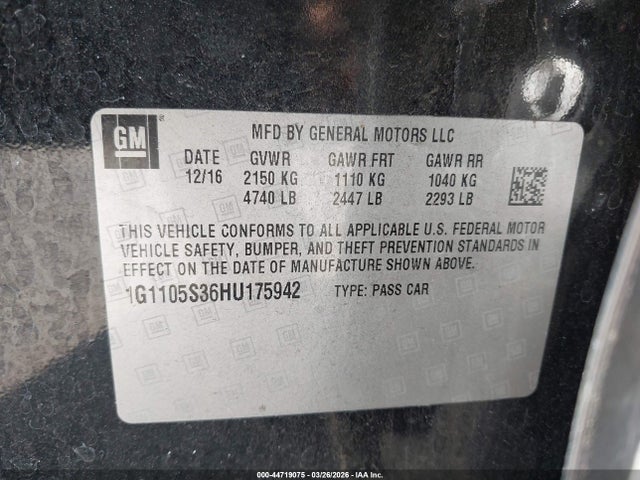 GM
MFD BY GENERAL MOTORS LLC
DATE GVWR GAWR FRT GAWR RR
12/16 2150 KG 1110 KG 1040 KG
4740 LB 2447 LB 2293 LB
THIS VEHICLE CONFORMS TO ALL APPLICABLE U.S. FEDERAL MOTOR
VEHICLE SAFETY, BUMPER, AND THEFT PREVENTION STANDARDS IN
EFFECT ON THE DATE OF MANUFACTURE SHOWN ABOVE.
1G1105S36HU175942 TYPE: PASS CAR
000-44719075 | 03/26/2026 | IAA Inc.